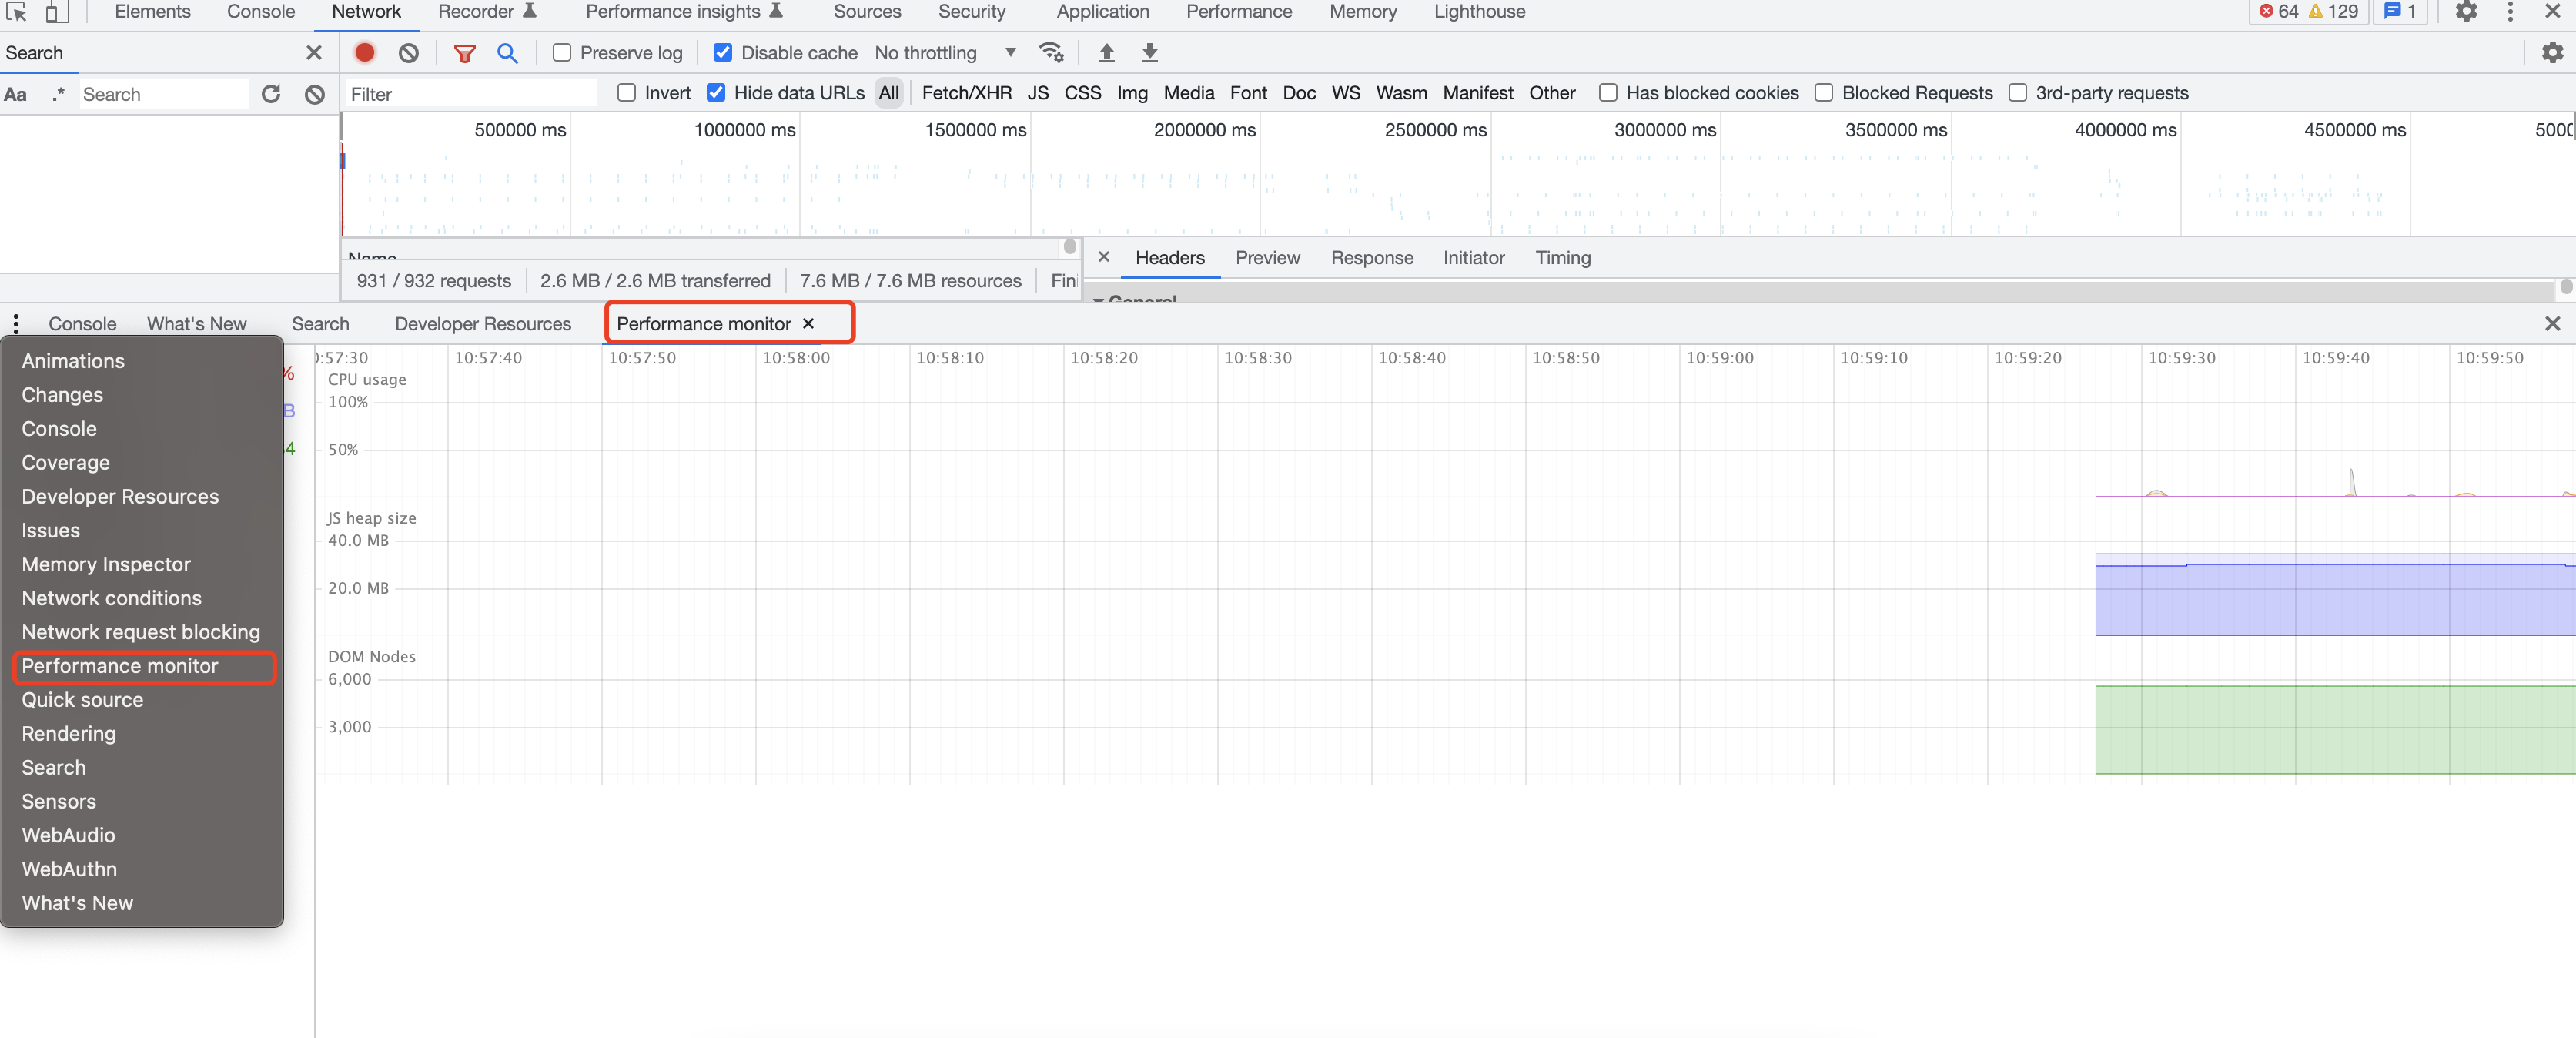 Elements Console Network Recorder Performance insights Sources Security Application Performance Memory Lighthouse 64 129 1
Search
Preserve log Disable cache No throttling
Aa .* Search
Filter Invert Hide data URLs All Fetch/XHR JS CSS Img Media Font Doc WS Wasm Manifest Other Has blocked cookies Blocked Requests 3rd-party requests
500000 ms 1000000 ms 1500000 ms 2000000 ms 2500000 ms 3000000 ms 3500000 ms 4000000 ms 4500000 ms 500
Name
931 / 932 requests 2.6 MB / 2.6 MB transferred 7.6 MB / 7.6 MB resources Fini
Headers Preview Response Initiator Timing
General
Console What's New Search Developer Resources Performance monitor
Animations
Changes
Console
Coverage
Developer Resources
Issues
Memory Inspector
Network conditions
Network request blocking
Performance monitor
Quick source
Rendering
Search
Sensors
WebAudio
WebAuthn
What's New
%
B
4
0:57:30 10:57:40 10:57:50 10:58:00 10:58:10 10:58:20 10:58:30 10:58:40 10:58:50 10:59:00 10:59:10 10:59:20 10:59:30 10:59:40 10:59:50
CPU usage
100%
50%
JS heap size
40.0 MB
20.0 MB
DOM Nodes
6,000
3,000